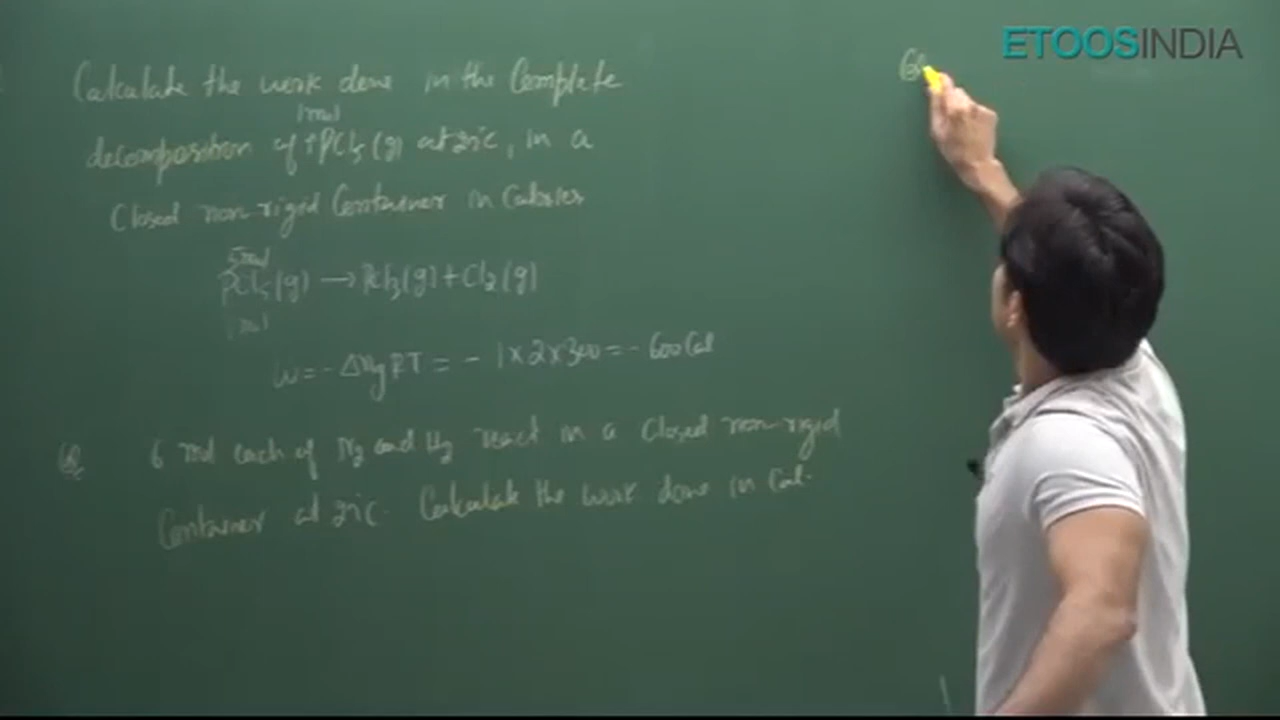 ETOOSINDIA
Calculate the work done in the Complete
1mol
decomposition of PCl5(g) at 27°C, in a
Closed non-rigid Container in Calories
5mol
PCl5(g) → PCl3(g) + Cl2(g)
1mol
W = -ΔngRT = - 1×2×300 = - 600 Cal
Q 6 mol each of N2 and H2 react in a Closed non-rigid
Container at 27°C. Calculate the work done in Cal.